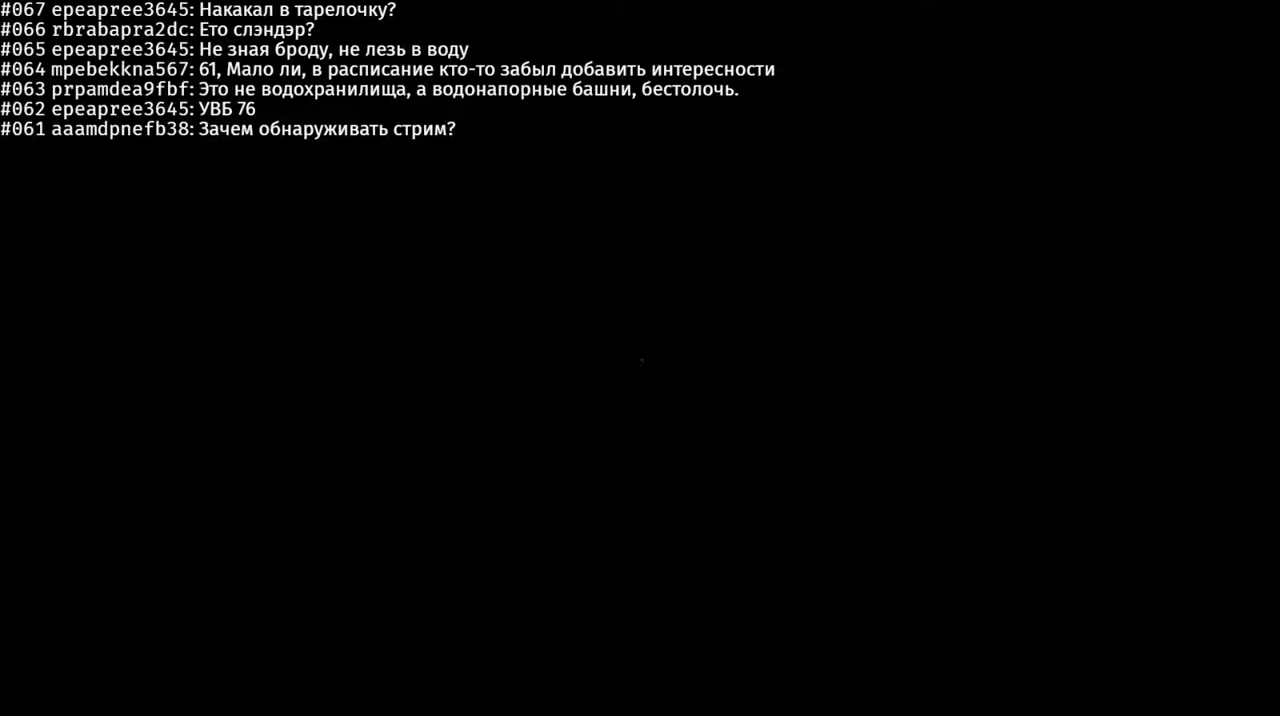 #067 epeapree3645: Накакал в тарелочку?
#066 rbrabapra2dc: Ето слэндэр?
#065 epeapree3645: Не зная броду, не лезь в воду
#064 mpebekkna567: 61, Мало ли, в расписание кто-то забыл добавить интересности
#063 prpamdea9fbf: Это не водохранилища, а водонапорные башни, бестолочь.
#062 epeapree3645: УВБ 76
#061 aaamdpnefb38: Зачем обнаруживать стрим?